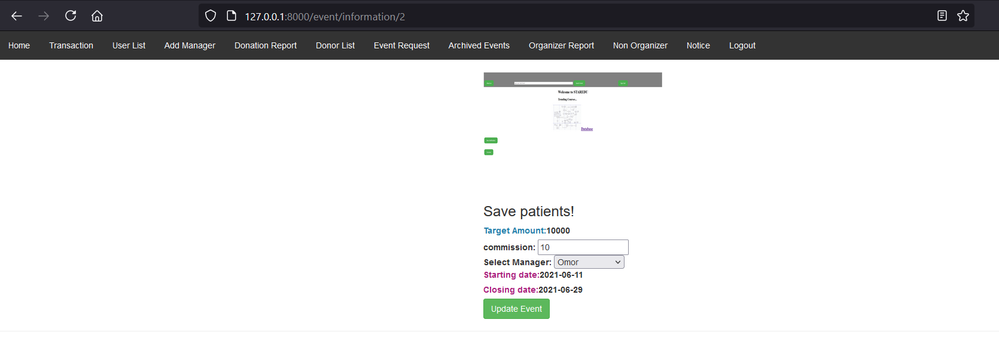 127.0.0.1:8000/event/information/2
Home Transaction User List Add Manager Donation Report Donor List Event Request Archived Events Organizer Report Non Organizer Notice Logout
Welcome to STAREDU
Trending Courses...
Database
Save patients!
Target Amount:10000
commission: 10
Select Manager: Omor
Starting date:2021-06-11
Closing date:2021-06-29
Update Event